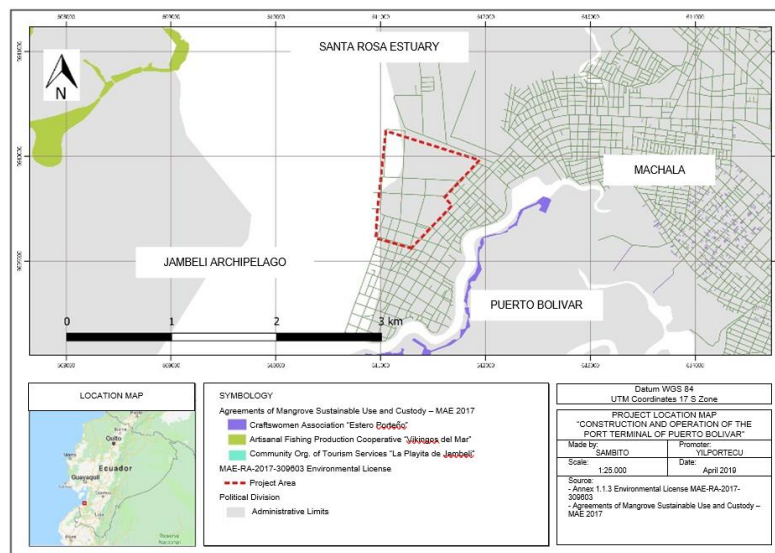 SANTA ROSA ESTUARY
N
MACHALA
JAMBELI ARCHIPELAGO
PUERTO BOLIVAR
0 1 2 3 km
LOCATION MAP
Quito
Ecuador
Guayaquil
SYMBOLOGY
Agreements of Mangrove Sustainable Use and Custody – MAE 2017
Craftswomen Association "Estero Porteño"
Artisanal Fishing Production Cooperative "Vikingos del Mar"
Community Org. of Tourism Services "La Playita de Jambelí"
MAE-RA-2017-309603 Environmental License
Project Area
Political Division
Administrative Limits
Datum WGS 84
UTM Coordinates 17 S Zone
PROJECT LOCATION MAP
"CONSTRUCTION AND OPERATION OF THE
PORT TERMINAL OF PUERTO BOLIVAR"
Made by:
SAMBITO
Promoter:
YILPORTECU
Scale:
1:25.000
Date:
April 2019
Source:
- Annex 1.1.3 Environmental License MAE-RA-2017-
309603
- Agreements of Mangrove Sustainable Use and Custody –
MAE 2017